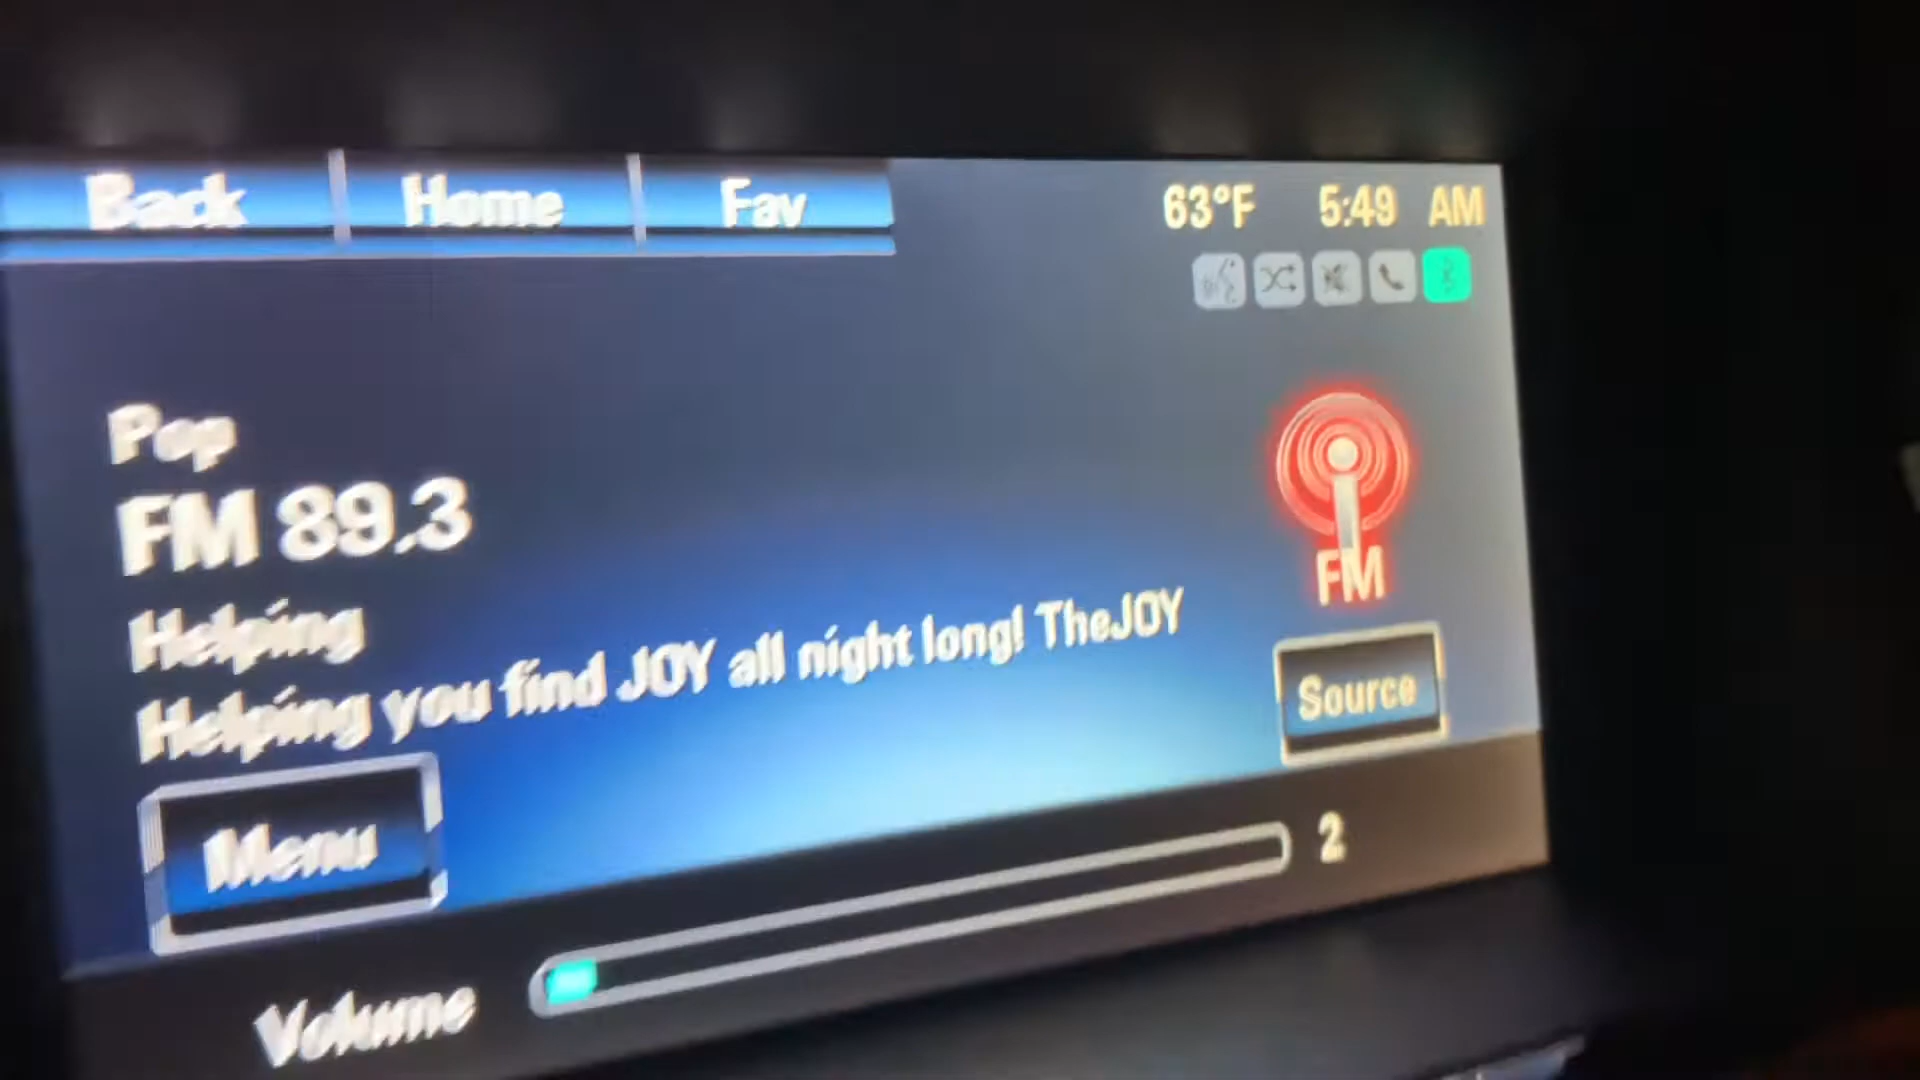 Back Home Fav
63°F 5:49 AM
Pop
FM 89.3
Helping
Helping you find JOY all night long! TheJOY
FM
Source
Menu
Volume
2